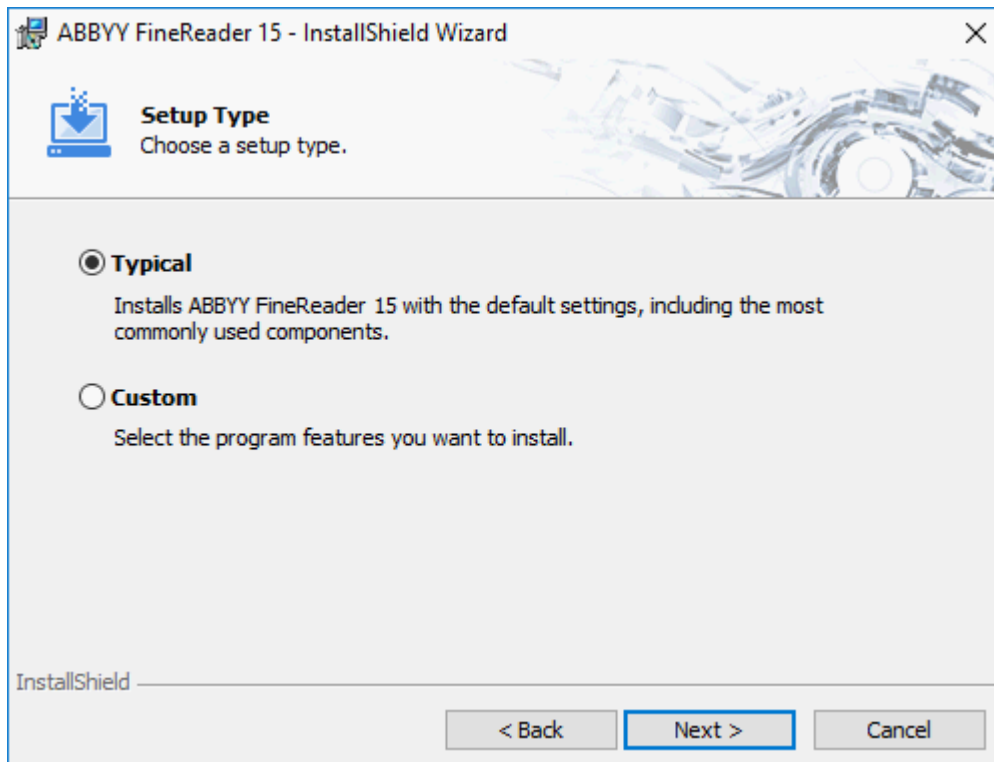 ABBYY FineReader 15 - InstallShield Wizard
Setup Type
Choose a setup type.
Typical
Installs ABBYY FineReader 15 with the default settings, including the most
commonly used components.
Custom
Select the program features you want to install.
InstallShield
< Back
Next >
Cancel